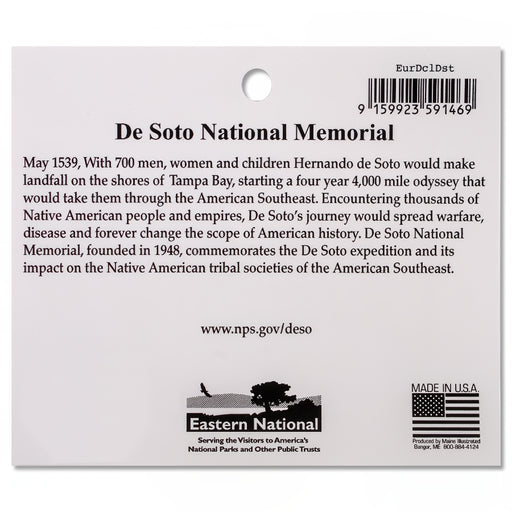 EurDclDst
9 159923 591469
De Soto National Memorial
May 1539, With 700 men, women and children Hernando de Soto would make
landfall on the shores of Tampa Bay, starting a four year 4,000 mile odyssey that
would take them through the American Southeast. Encountering thousands of
Native American people and empires, De Soto's journey would spread warfare,
disease and forever change the scope of American history. De Soto National
Memorial, founded in 1948, commemorates the De Soto expedition and its
impact on the Native American tribal societies of the American Southeast.
www.nps.gov/deso
Eastern National
Serving the Visitors to America's
National Parks and Other Public Trusts
MADE IN U.S.A.
Produced by Maine Illustrated
Bangor, ME 800-884-4124